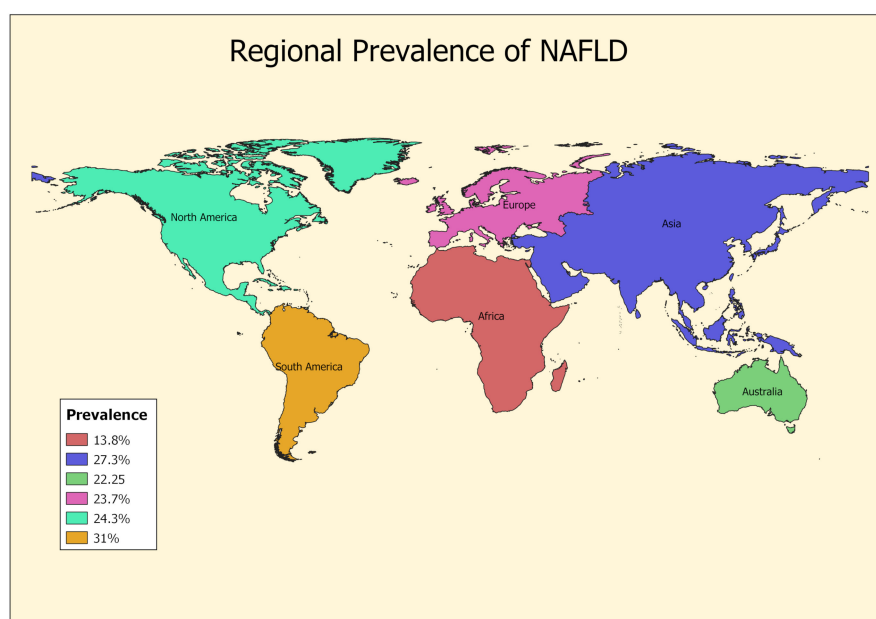 Regional Prevalence of NAFLD
North America
Europe
Asia
Africa
South America
Australia
Prevalence
13.8%
27.3%
22.25
23.7%
24.3%
31%